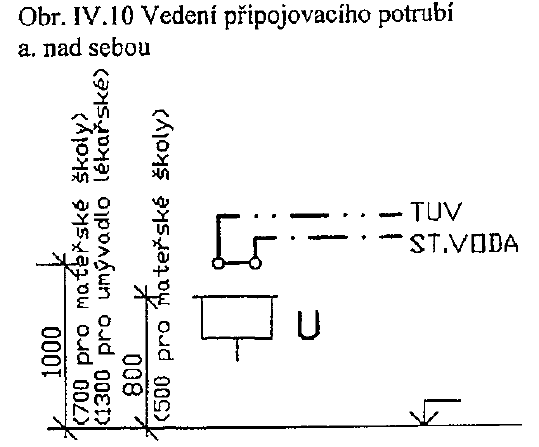 Obr. IV.10 Vedení připojovacího potrubí
a. nad sebou
1000
(700 pro mateřské školy)
(1300 pro umývadlo lékařské)
800
(500 pro mateřské školy)
TUV
ST.VODA
U